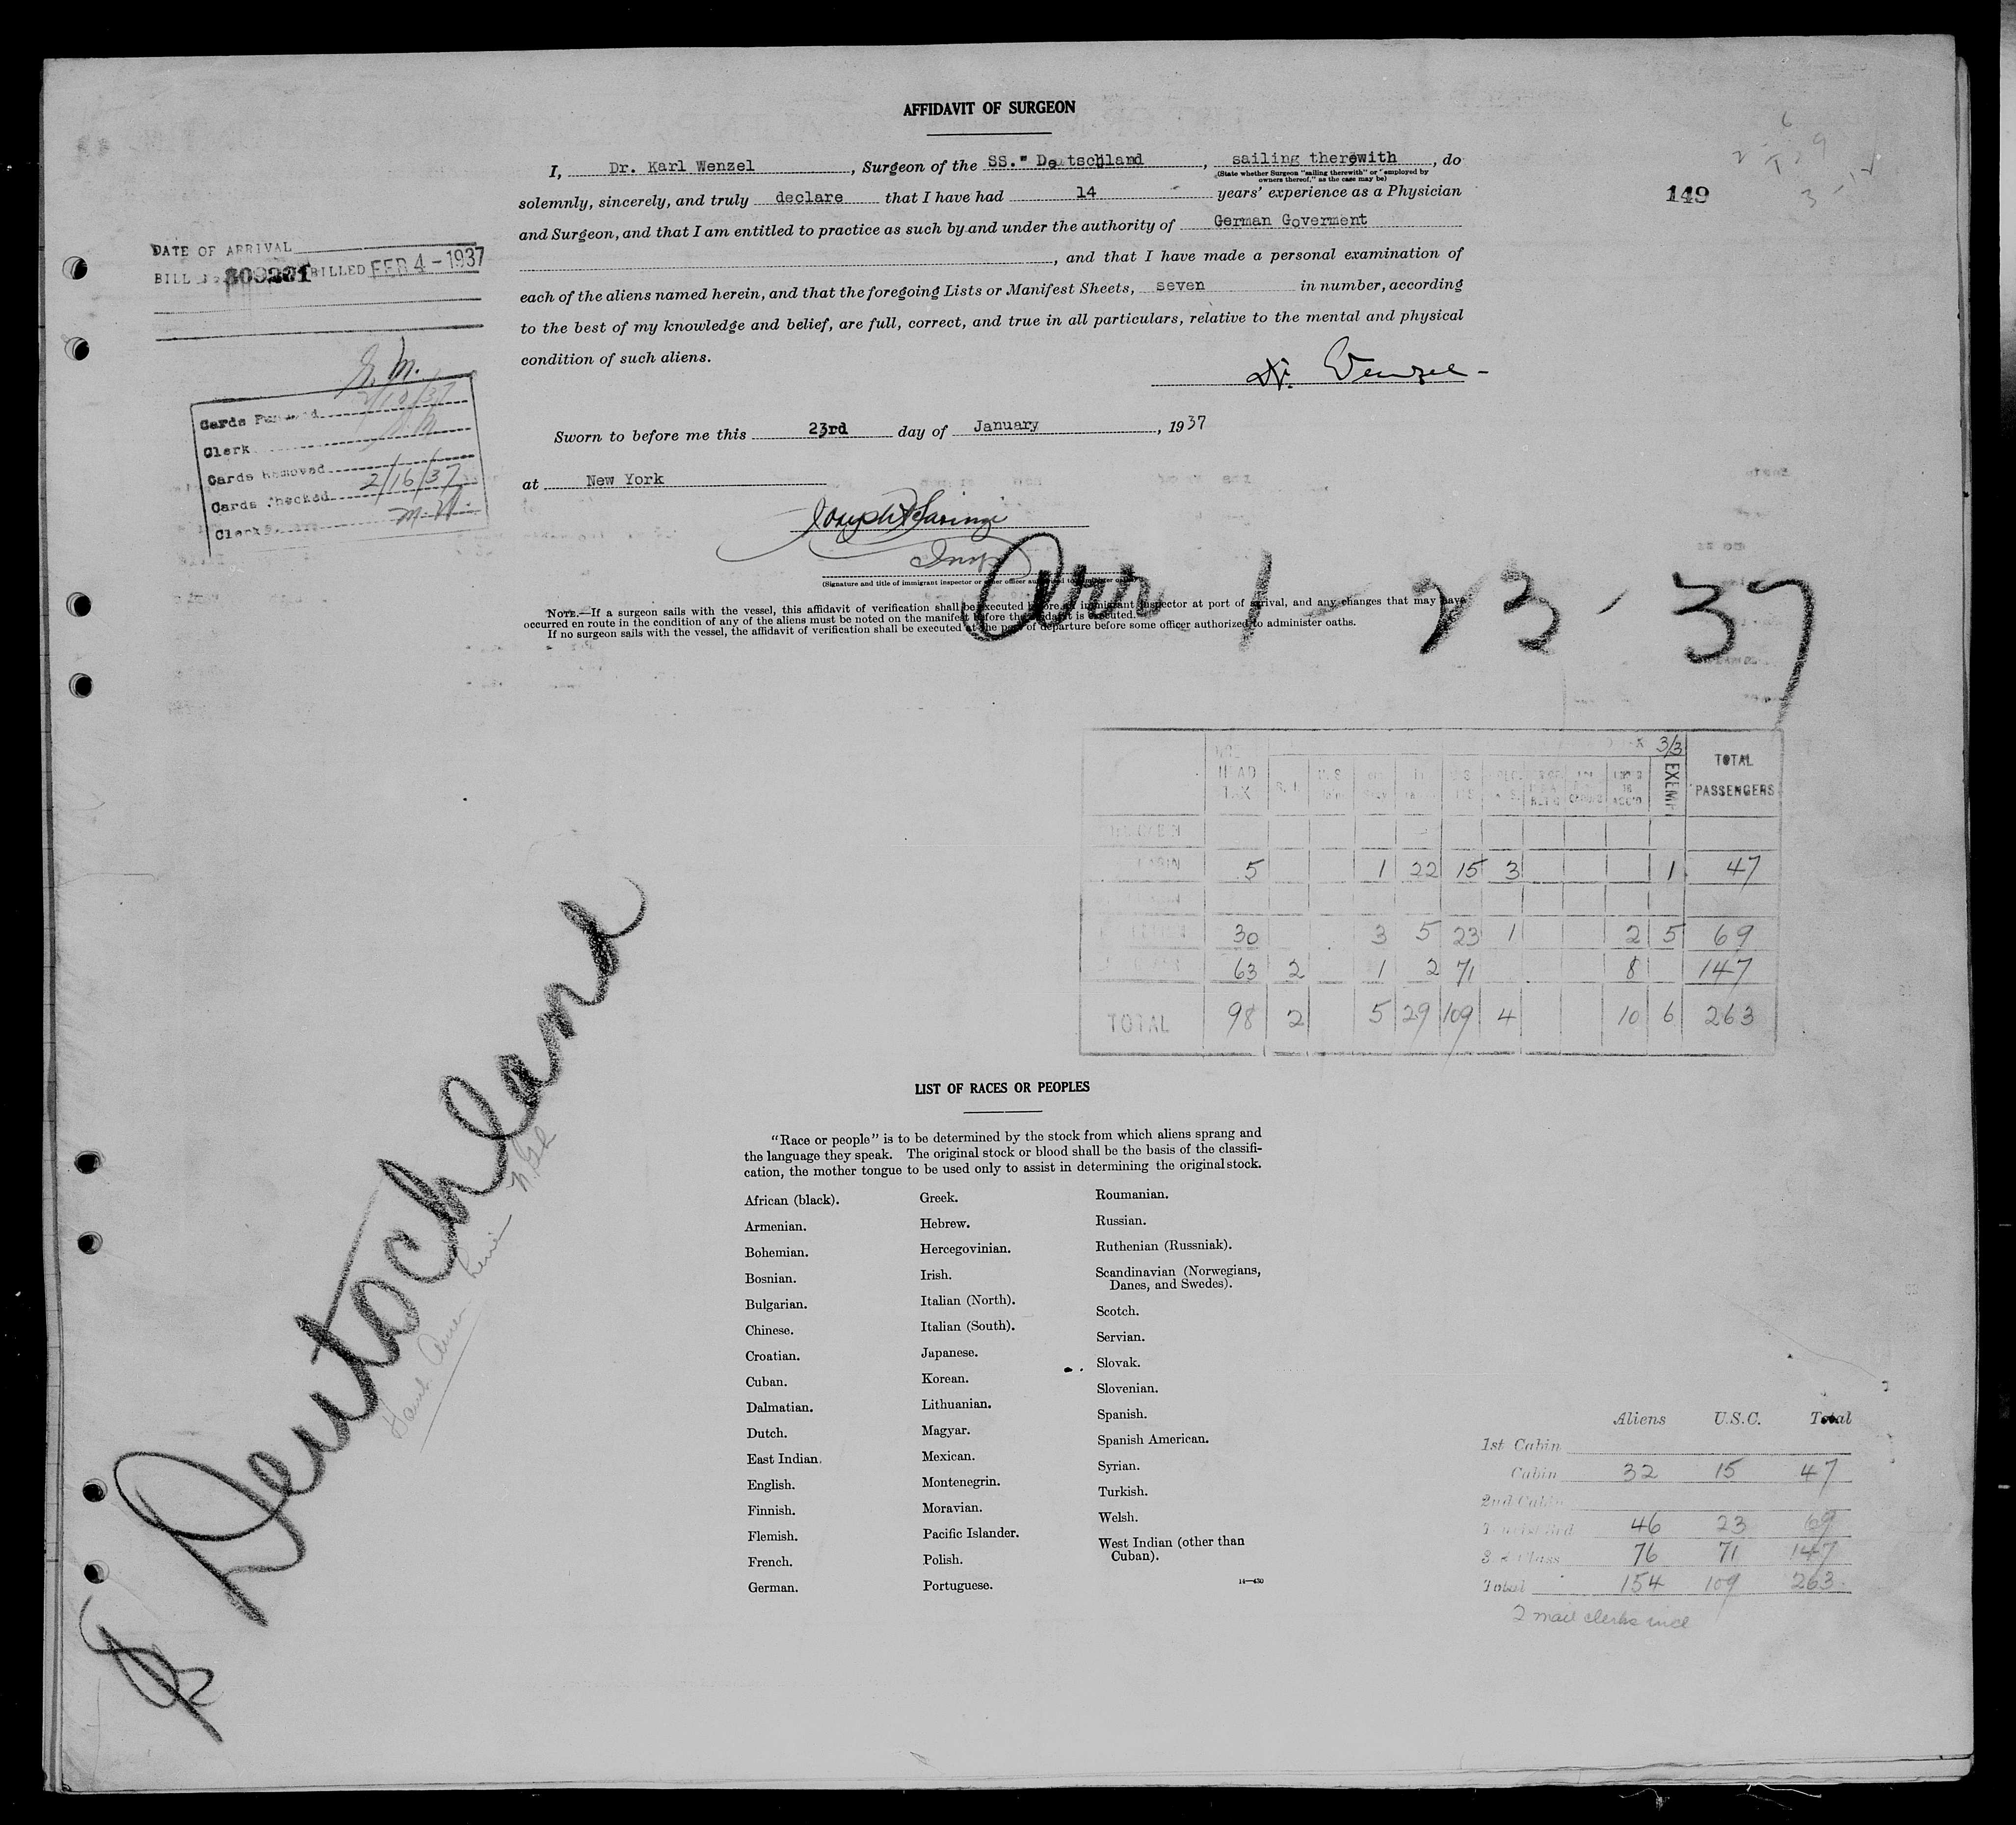 AFFIDAVIT OF SURGEON
I, Dr. Karl Wenzel, Surgeon of the SS." Deutschland, sailing therewith, do
(State whether Surgeon "sailing therewith" or "employed by
owners thereof," as the case may be)
solemnly, sincerely, and truly declare that I have had 14 years' experience as a Physician
149
and Surgeon, and that I am entitled to practice as such by and under the authority of German Goverment
, and that I have made a personal examination of
each of the aliens named herein, and that the foregoing Lists or Manifest Sheets, seven in number, according
to the best of my knowledge and belief, are full, correct, and true in all particulars, relative to the mental and physical
condition of such aliens.
Dr. Wenzel
DATE OF ARRIVAL
BILL BILLED FEB 4 - 1937
Cards 2/10/37
Clerk
Cards Removed
Cards Checked 2/16/37
Clerk
Sworn to before me this 23rd day of January, 1937
at New York
Joseph
Insp
(Signature and title of immigrant inspector or other officer authorized to administer oaths)
Arr 1 - 23 - 37
NOTE.—If a surgeon sails with the vessel, this affidavit of verification shall be executed before an immigrant inspector at port of arrival, and any changes that may have
occurred en route in the condition of any of the aliens must be noted on the manifest before the affidavit is executed.
If no surgeon sails with the vessel, the affidavit of verification shall be executed at the port of departure before some officer authorized to administer oaths.
HEAD TAX 3/3 EXEMPT TOTAL PASSENGERS
CABIN 5 1 22 15 3 1 47
30 3 5 23 1 2 5 69
63 2 1 2 71 8 147
TOTAL 98 2 5 29 109 4 10 6 263
SS Deutschland
Hamb. Amer. Line
LIST OF RACES OR PEOPLES
"Race or people" is to be determined by the stock from which aliens sprang and
the language they speak. The original stock or blood shall be the basis of the classifi-
cation, the mother tongue to be used only to assist in determining the original stock.
African (black).
Armenian.
Bohemian.
Bosnian.
Bulgarian.
Chinese.
Croatian.
Cuban.
Dalmatian.
Dutch.
East Indian.
English.
Finnish.
Flemish.
French.
German.
Greek.
Hebrew.
Hercegovinian.
Irish.
Italian (North).
Italian (South).
Japanese.
Korean.
Lithuanian.
Magyar.
Mexican.
Montenegrin.
Moravian.
Pacific Islander.
Polish.
Portuguese.
Roumanian.
Russian.
Ruthenian (Russniak).
Scandinavian (Norwegians,
Danes, and Swedes).
Scotch.
Servian.
Slovak.
Slovenian.
Spanish.
Spanish American.
Syrian.
Turkish.
Welsh.
West Indian (other than
Cuban).
14—430
Aliens U.S.C. Total
1st Cabin
Cabin 32 15 47
2nd Cabin
46 23 69
3rd Class 76 71 147
Total 154 109 263
2 mail clerks incl